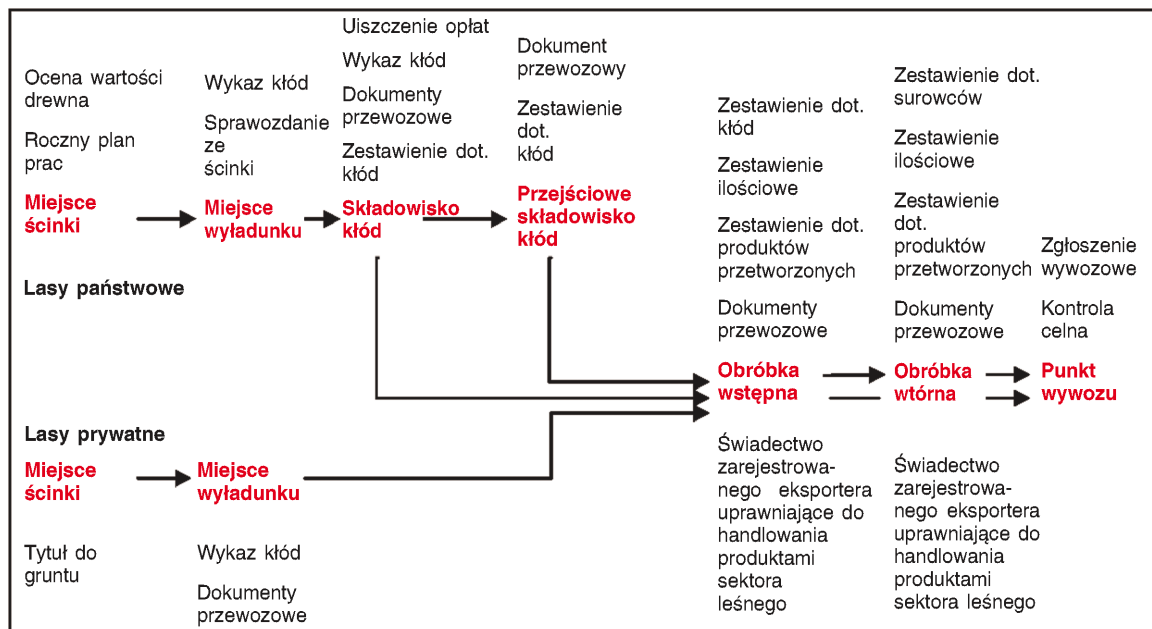 Ocena wartości
drewna
Roczny plan
prac
Miejsce
ścinki
Wykaz kłód
Sprawozdanie
ze
ścinki
Miejsce
wyładunku
Uiszczenie opłat
Wykaz kłód
Dokumenty
przewozowe
Zestawienie dot.
kłód
Składowisko
kłód
Dokument
przewozowy
Zestawienie
dot.
kłód
Przejściowe
składowisko
kłód
Lasy państwowe
Zestawienie dot.
kłód
Zestawienie
ilościowe
Zestawienie dot.
produktów
przetworzonych
Dokumenty
przewozowe
Obróbka
wstępna
Świadectwo
zarejestrowa-
nego eksportera
uprawniające do
handlowania
produktami
sektora
leśnego
Zestawienie dot.
surowców
Zestawienie
ilościowe
Zestawienie
dot.
produktów
przetworzonych
Dokumenty
przewozowe
Obróbka
wtórna
Świadectwo
zarejestrowa-
nego eksportera
uprawniające do
handlowania
produktami
sektora leśnego
Zgłoszenie
wywozowe
Kontrola
celna
Punkt
wywozu
Lasy prywatne
Miejsce
ścinki
Tytuł do
gruntu
Miejsce
wyładunku
Wykaz kłód
Dokumenty
przewozowe